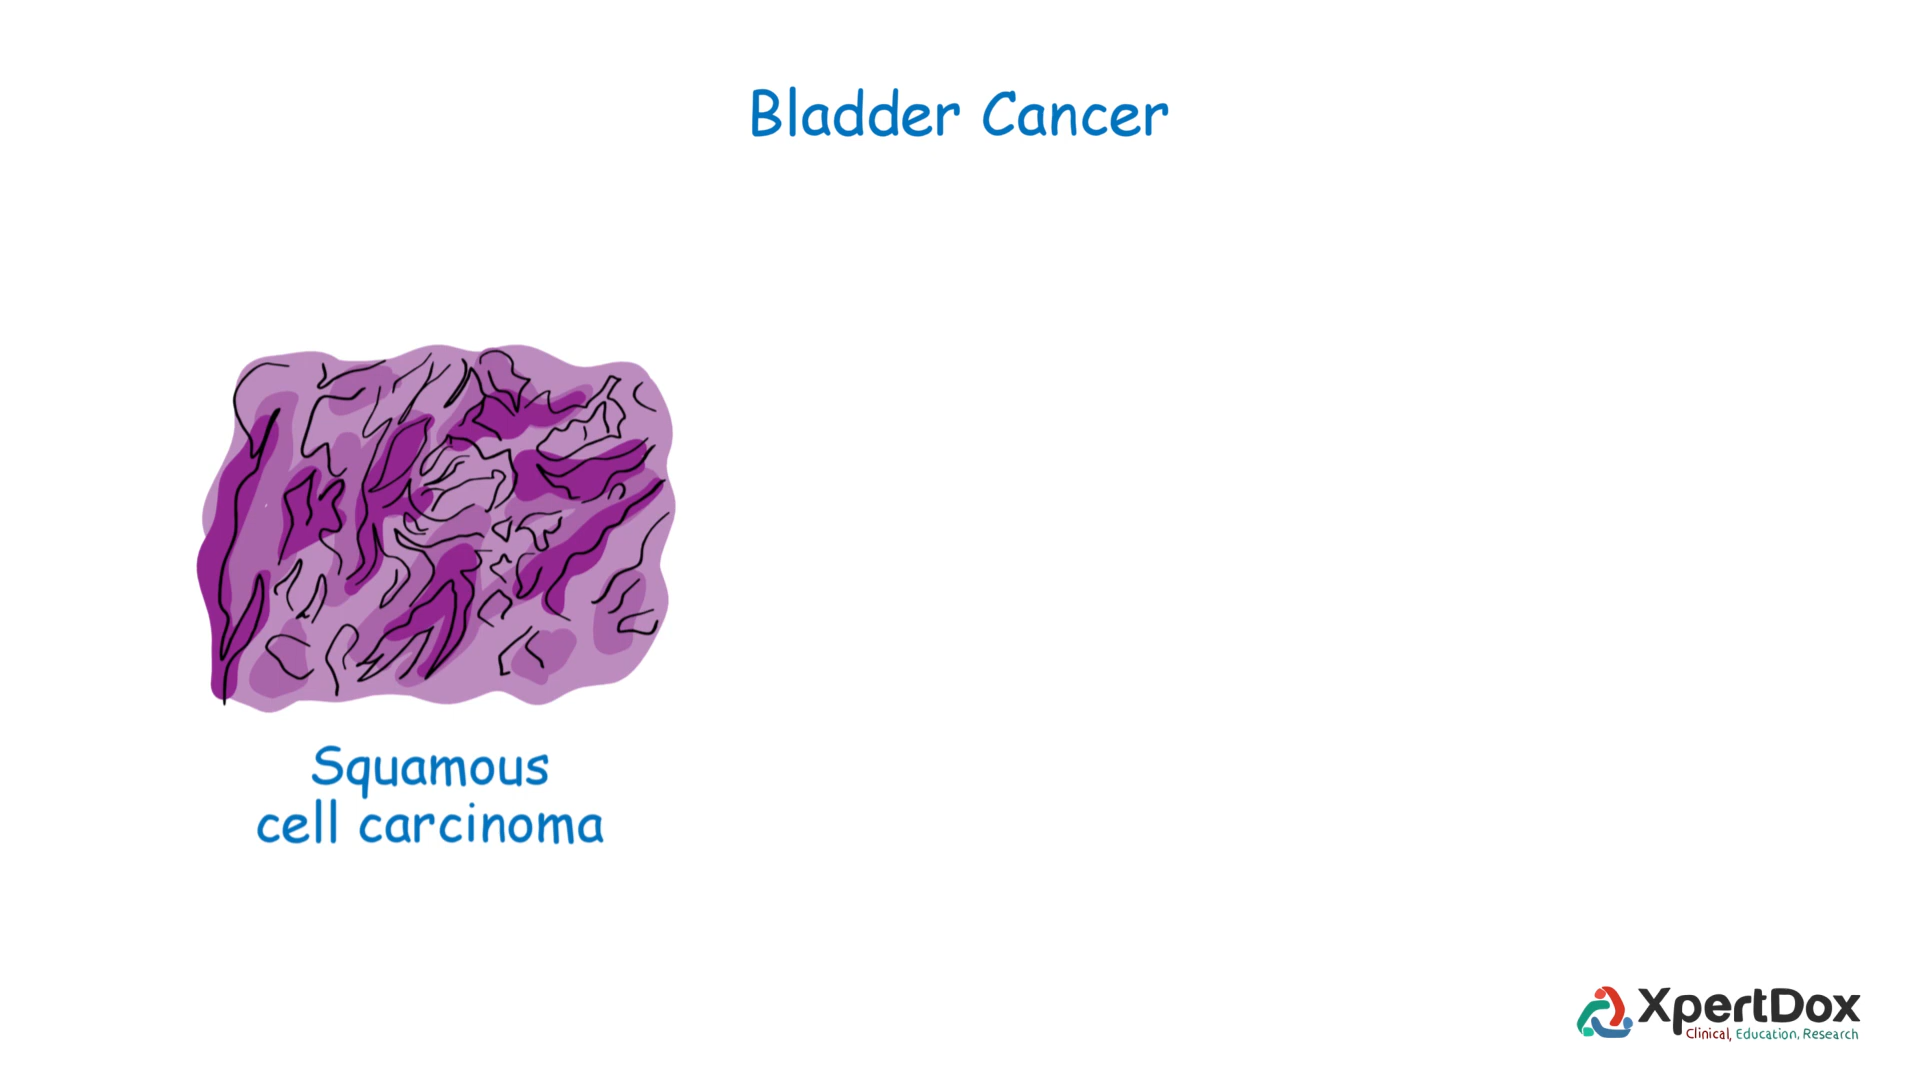 Bladder Cancer
Squamous
cell carcinoma
XpertDox
Clinical, Education, Research